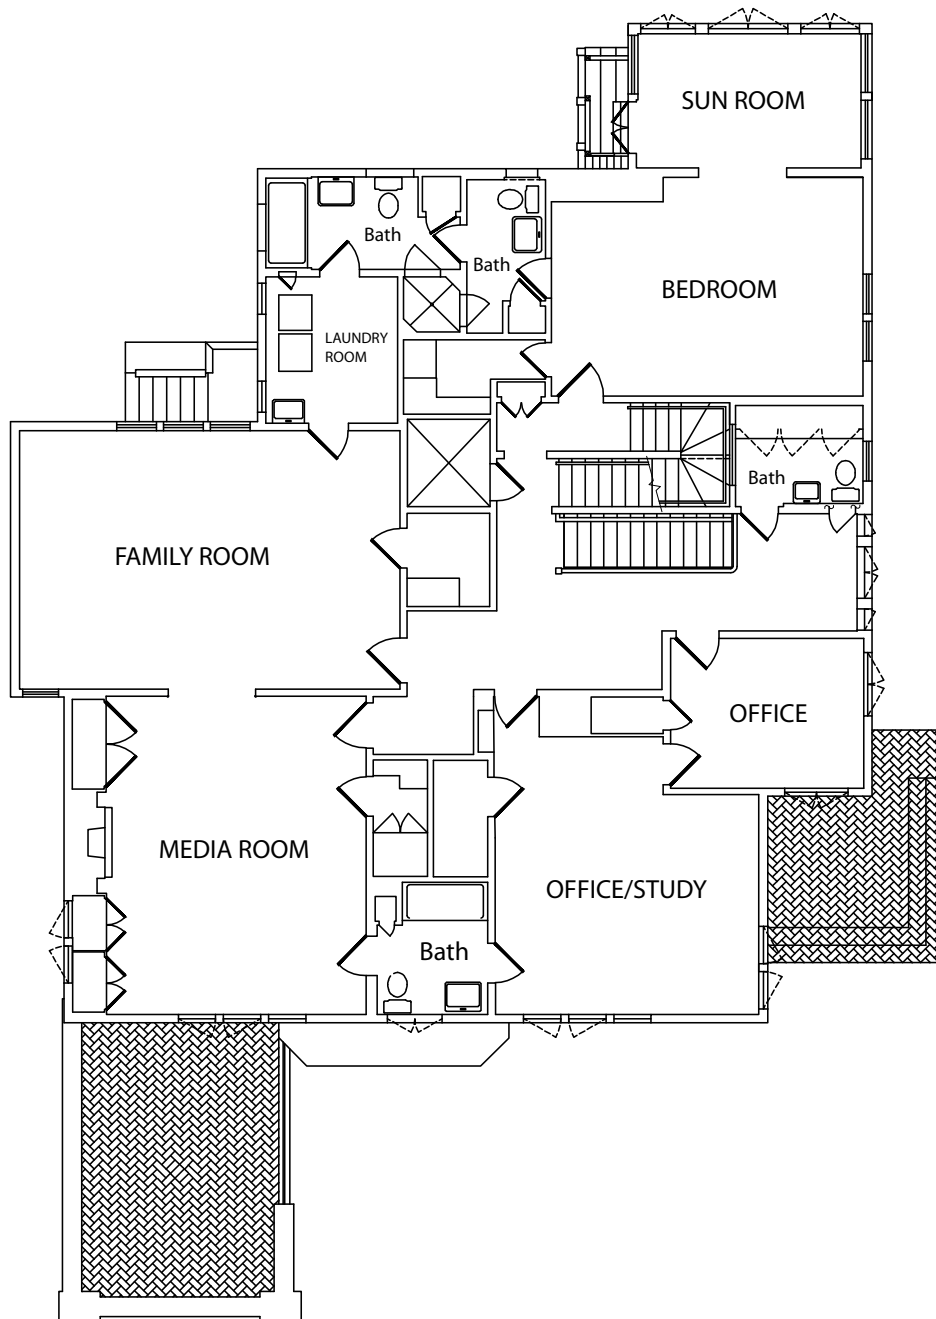 SUN ROOM
Bath
Bath
BEDROOM
LAUNDRY
ROOM
Bath
FAMILY ROOM
OFFICE
MEDIA ROOM
OFFICE/STUDY
Bath